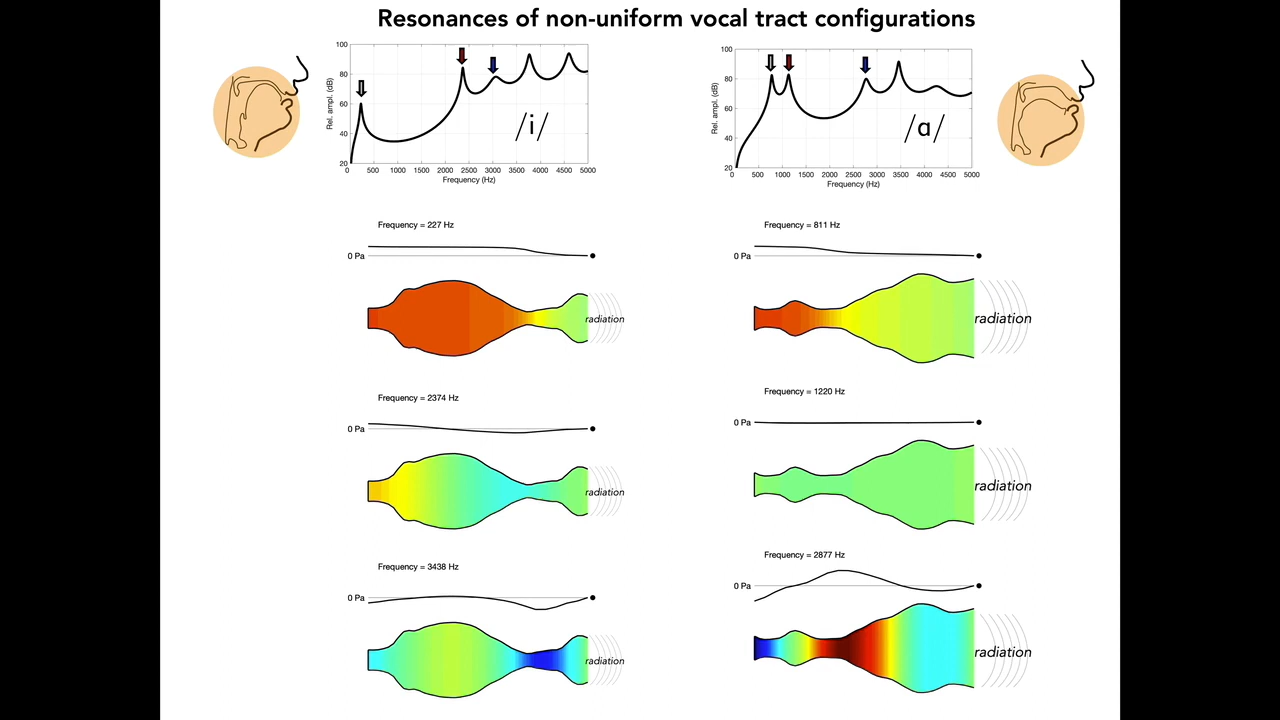 Resonances of non-uniform vocal tract configurations
100
80
60
40
20
Rel. ampl. (dB)
/i/
0 500 1000 1500 2000 2500 3000 3500 4000 4500 5000
Frequency (Hz)
100
80
60
40
20
Rel. ampl. (dB)
/ɑ/
0 500 1000 1500 2000 2500 3000 3500 4000 4500 5000
Frequency (Hz)
Frequency = 227 Hz
0 Pa
radiation
Frequency = 2374 Hz
0 Pa
radiation
Frequency = 3438 Hz
0 Pa
radiation
Frequency = 811 Hz
0 Pa
radiation
Frequency = 1220 Hz
0 Pa
radiation
Frequency = 2877 Hz
0 Pa
radiation